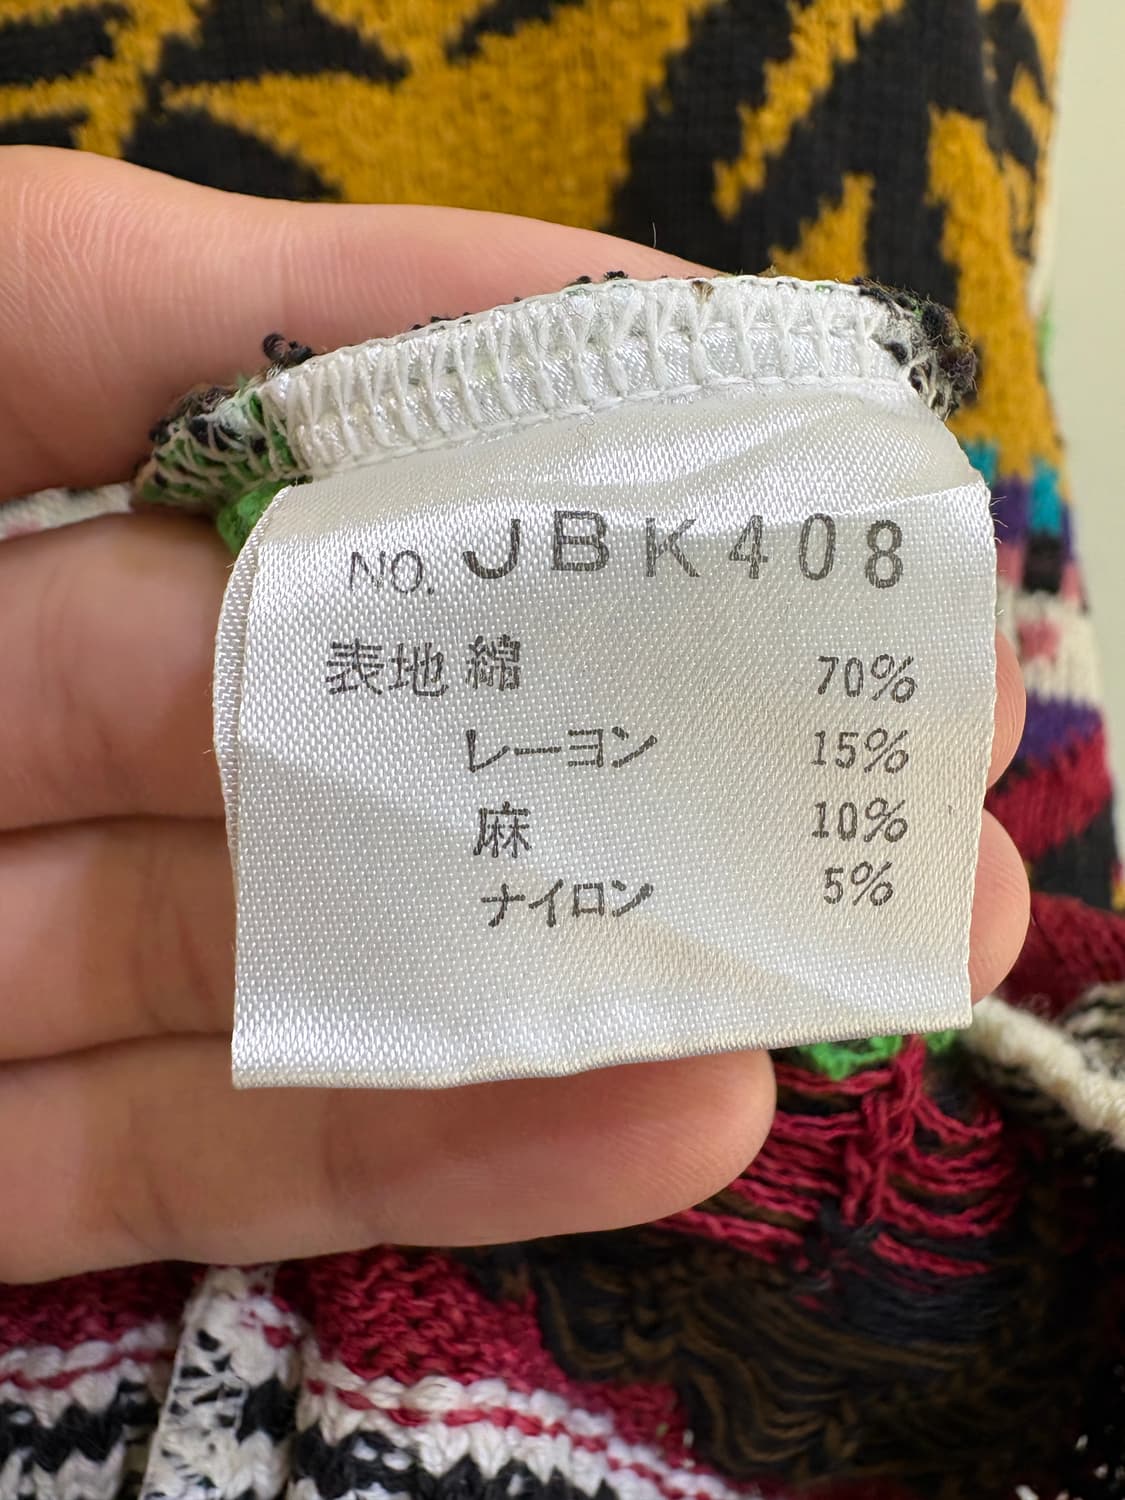 NO. JBK408
表地 綿 70%
レーヨン 15%
麻 10%
ナイロン 5%